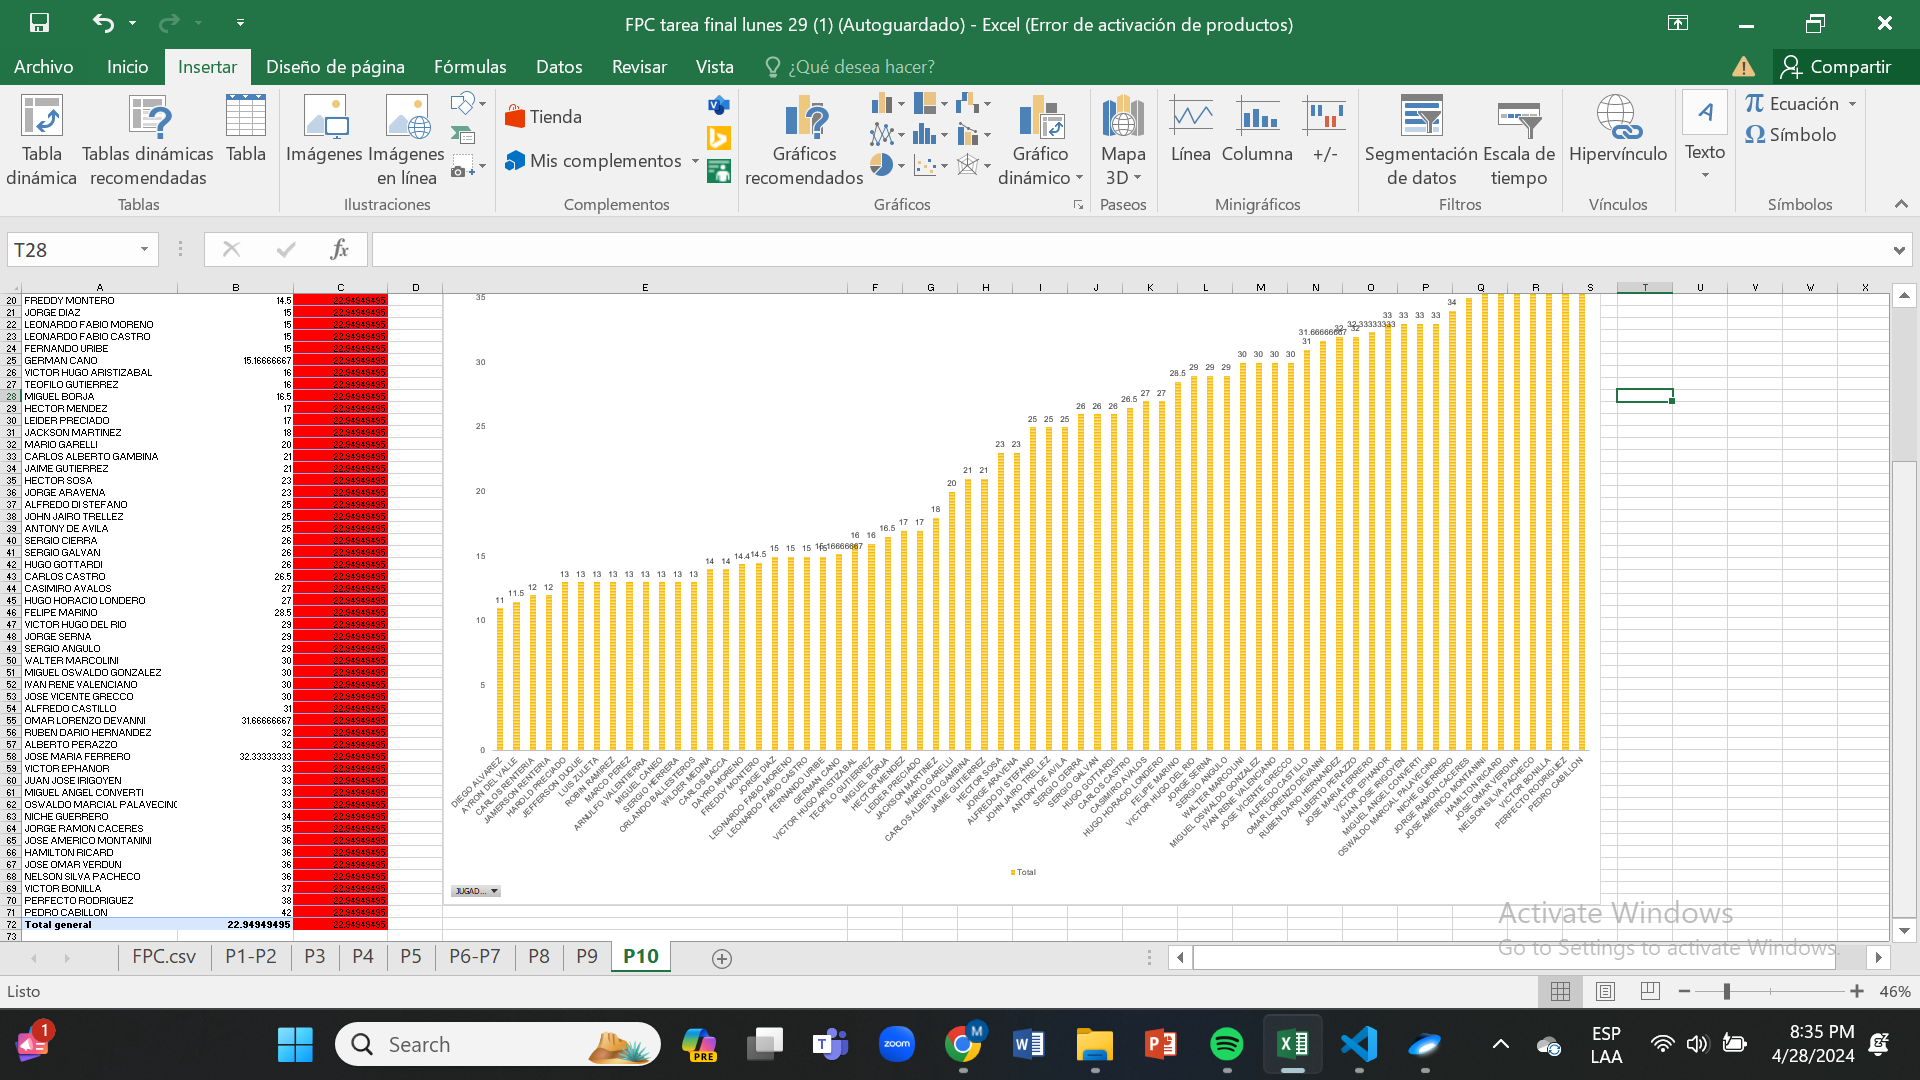 FPC tarea final lunes 29 (1) (Autoguardado) - Excel (Error de activación de productos)
Archivo Inicio Insertar Diseño de página Fórmulas Datos Revisar Vista ¿Qué desea hacer? Compartir
Tabla dinámica
Tablas dinámicas recomendadas
Tabla
Imágenes
Imágenes en línea
Tienda
Mis complementos
Gráficos recomendados
Gráfico dinámico
Mapa 3D
Línea
Columna
+/-
Segmentación de datos
Escala de tiempo
Hipervínculo
Texto
Ecuación
Símbolo
Tablas Ilustraciones Complementos Gráficos Paseos Minigráficos Filtros Vínculos Símbolos
T28 fx
A B C D E F G H I J K L M N O P Q R S T U V W X
20 FREDDY MONTERO 14.5 22.94949495
21 JORGE DIAZ 15 22.94949495
22 LEONARDO FABIO MORENO 15 22.94949495
23 LEONARDO FABIO CASTRO 15 22.94949495
24 FERNANDO URIBE 15 22.94949495
25 GERMAN CANO 15.16666667 22.94949495
26 VICTOR HUGO ARISTIZABAL 16 22.94949495
27 TEOFILO GUTIERREZ 16 22.94949495
28 MIGUEL BORJA 16.5 22.94949495
29 HECTOR MENDEZ 17 22.94949495
30 LEIDER PRECIADO 17 22.94949495
31 JACKSON MARTINEZ 18 22.94949495
32 MARIO GARELLI 20 22.94949495
33 CARLOS ALBERTO GAMBINA 21 22.94949495
34 JAIME GUTIERREZ 21 22.94949495
35 HECTOR SOSA 23 22.94949495
36 JORGE ARAVENA 23 22.94949495
37 ALFREDO DI STEFANO 25 22.94949495
38 JOHN JAIRO TRELLEZ 25 22.94949495
39 ANTONY DE AVILA 25 22.94949495
40 SERGIO CIERRA 26 22.94949495
41 SERGIO GALVAN 26 22.94949495
42 HUGO GOTTARDI 26 22.94949495
43 CARLOS CASTRO 26.5 22.94949495
44 CASIMIRO AVALOS 27 22.94949495
45 HUGO HORACIO LONDERO 27 22.94949495
46 FELIPE MARINO 28.5 22.94949495
47 VICTOR HUGO DEL RIO 29 22.94949495
48 JORGE SERNA 29 22.94949495
49 SERGIO ANGULO 29 22.94949495
50 WALTER MARCOLINI 30 22.94949495
51 MIGUEL OSWALDO GONZALEZ 30 22.94949495
52 IVAN RENE VALENCIANO 30 22.94949495
53 JOSE VICENTE GRECCO 30 22.94949495
54 ALFREDO CASTILLO 31 22.94949495
55 OMAR LORENZO DEVANNI 31.66666667 22.94949495
56 RUBEN DARIO HERNANDEZ 32 22.94949495
57 ALBERTO PERAZZO 32 22.94949495
58 JOSE MARIA FERRERO 32.33333333 22.94949495
59 VICTOR EPHANOR 33 22.94949495
60 JUAN JOSE IRIGOYEN 33 22.94949495
61 MIGUEL ANGEL CONVERTI 33 22.94949495
62 OSWALDO MARCIAL PALAVECINO 33 22.94949495
63 NICHE GUERRERO 34 22.94949495
64 JORGE RAMON CACERES 35 22.94949495
65 JOSE AMERICO MONTANINI 36 22.94949495
66 HAMILTON RICARD 36 22.94949495
67 JOSE OMAR VERDUN 36 22.94949495
68 NELSON SILVA PACHECO 36 22.94949495
69 VICTOR BONILLA 37 22.94949495
70 PERFECTO RODRIGUEZ 38 22.94949495
71 PEDRO CABILLON 42 22.94949495
72 Total general 22.94949495 22.94949495
73
35
30
25
20
15
10
5
0
11 11.5 12 12 13 13 13 13 13 13 13 13 13 14 14 14.4 14.5 15 15 15 15 15.16666667 16 16 16.5 17 17 18 20 21 21 23 23 25 25 25 26 26 26 26.5 27 27 28.5 29 29 29 30 30 30 30 31 31.66666667 32 32 32.33333333 33 33 33 33 34
DIEGO ALVAREZ
AYRON DEL VALLE
CARLOS RENTERIA
JAMERSON RENTERIA
HAROLD PRECIADO
JEFFERSON DUQUE
LUIS ZULETA
ROBIN RAMIREZ
MARCO PEREZ
ARNULFO VALENTIERRA
MIGUEL CANEO
SERGIO HERRERA
ORLANDO BALLESTEROS
WILDER MEDINA
CARLOS BACCA
DAYRO MORENO
FREDDY MONTERO
JORGE DIAZ
LEONARDO FABIO MORENO
LEONARDO FABIO CASTRO
FERNANDO URIBE
GERMAN CANO
VICTOR HUGO ARISTIZABAL
TEOFILO GUTIERREZ
MIGUEL BORJA
HECTOR MENDEZ
LEIDER PRECIADO
JACKSON MARTINEZ
MARIO GARELLI
CARLOS ALBERTO GAMBINA
JAIME GUTIERREZ
HECTOR SOSA
JORGE ARAVENA
ALFREDO DI STEFANO
JOHN JAIRO TRELLEZ
ANTONY DE AVILA
SERGIO CIERRA
SERGIO GALVAN
HUGO GOTTARDI
CARLOS CASTRO
CASIMIRO AVALOS
HUGO HORACIO LONDERO
FELIPE MARINO
VICTOR HUGO DEL RIO
JORGE SERNA
SERGIO ANGULO
WALTER MARCOLINI
MIGUEL OSWALDO GONZALEZ
IVAN RENE VALENCIANO
JOSE VICENTE GRECCO
ALFREDO CASTILLO
OMAR LORENZO DEVANNI
RUBEN DARIO HERNANDEZ
ALBERTO PERAZZO
JOSE MARIA FERRERO
VICTOR EPHANOR
JUAN JOSE IRIGOYEN
MIGUEL ANGEL CONVERTI
OSWALDO MARCIAL PALAVECINO
NICHE GUERRERO
JORGE RAMON CACERES
JOSE AMERICO MONTANINI
HAMILTON RICARD
JOSE OMAR VERDUN
NELSON SILVA PACHECO
VICTOR BONILLA
PERFECTO RODRIGUEZ
PEDRO CABILLON
Total
JUGAD...
Activate Windows
Go to Settings to activate Windows.
FPC.csv P1-P2 P3 P4 P5 P6-P7 P8 P9 P10
Listo 46%
1 Search PRE zoom M ESP LAA 8:35 PM 4/28/2024